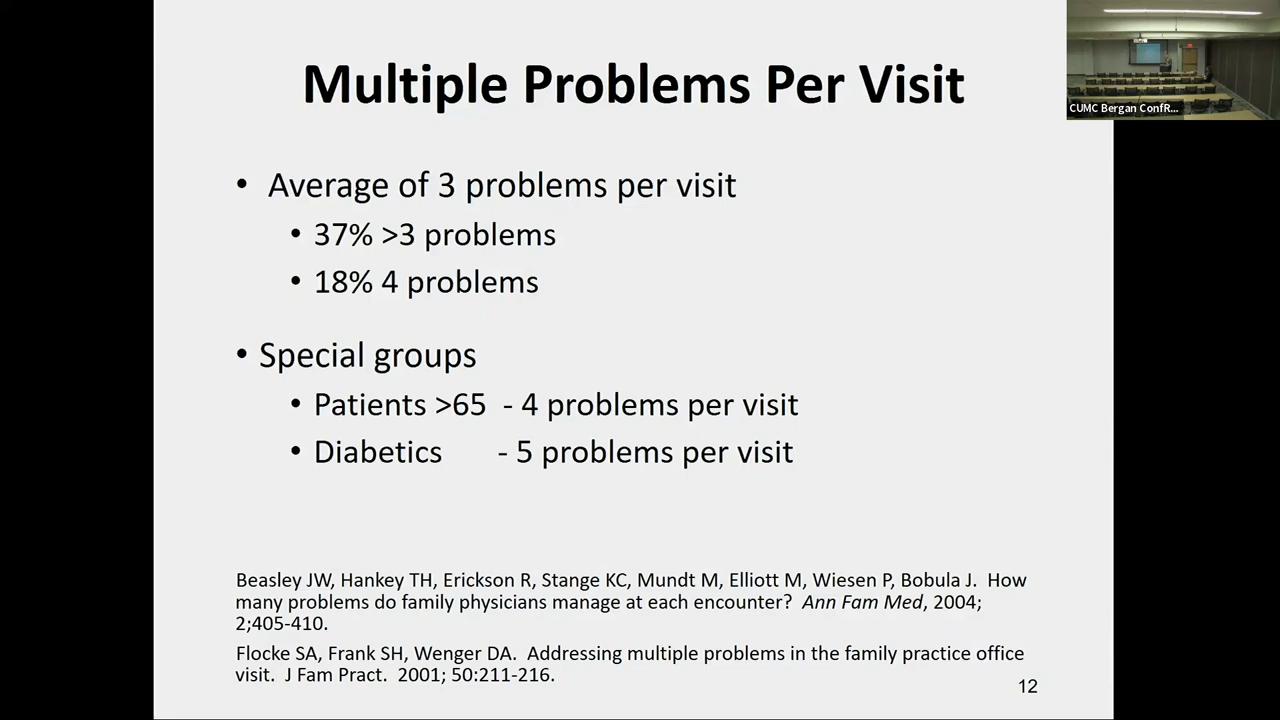 Multiple Problems Per Visit
CUMC Bergan ConfR...
• Average of 3 problems per visit
• 37% >3 problems
• 18% 4 problems
• Special groups
• Patients >65 - 4 problems per visit
• Diabetics - 5 problems per visit
Beasley JW, Hankey TH, Erickson R, Stange KC, Mundt M, Elliott M, Wiesen P, Bobula J. How
many problems do family physicians manage at each encounter? Ann Fam Med, 2004;
2;405-410.
Flocke SA, Frank SH, Wenger DA. Addressing multiple problems in the family practice office
visit. J Fam Pract. 2001; 50:211-216.
12